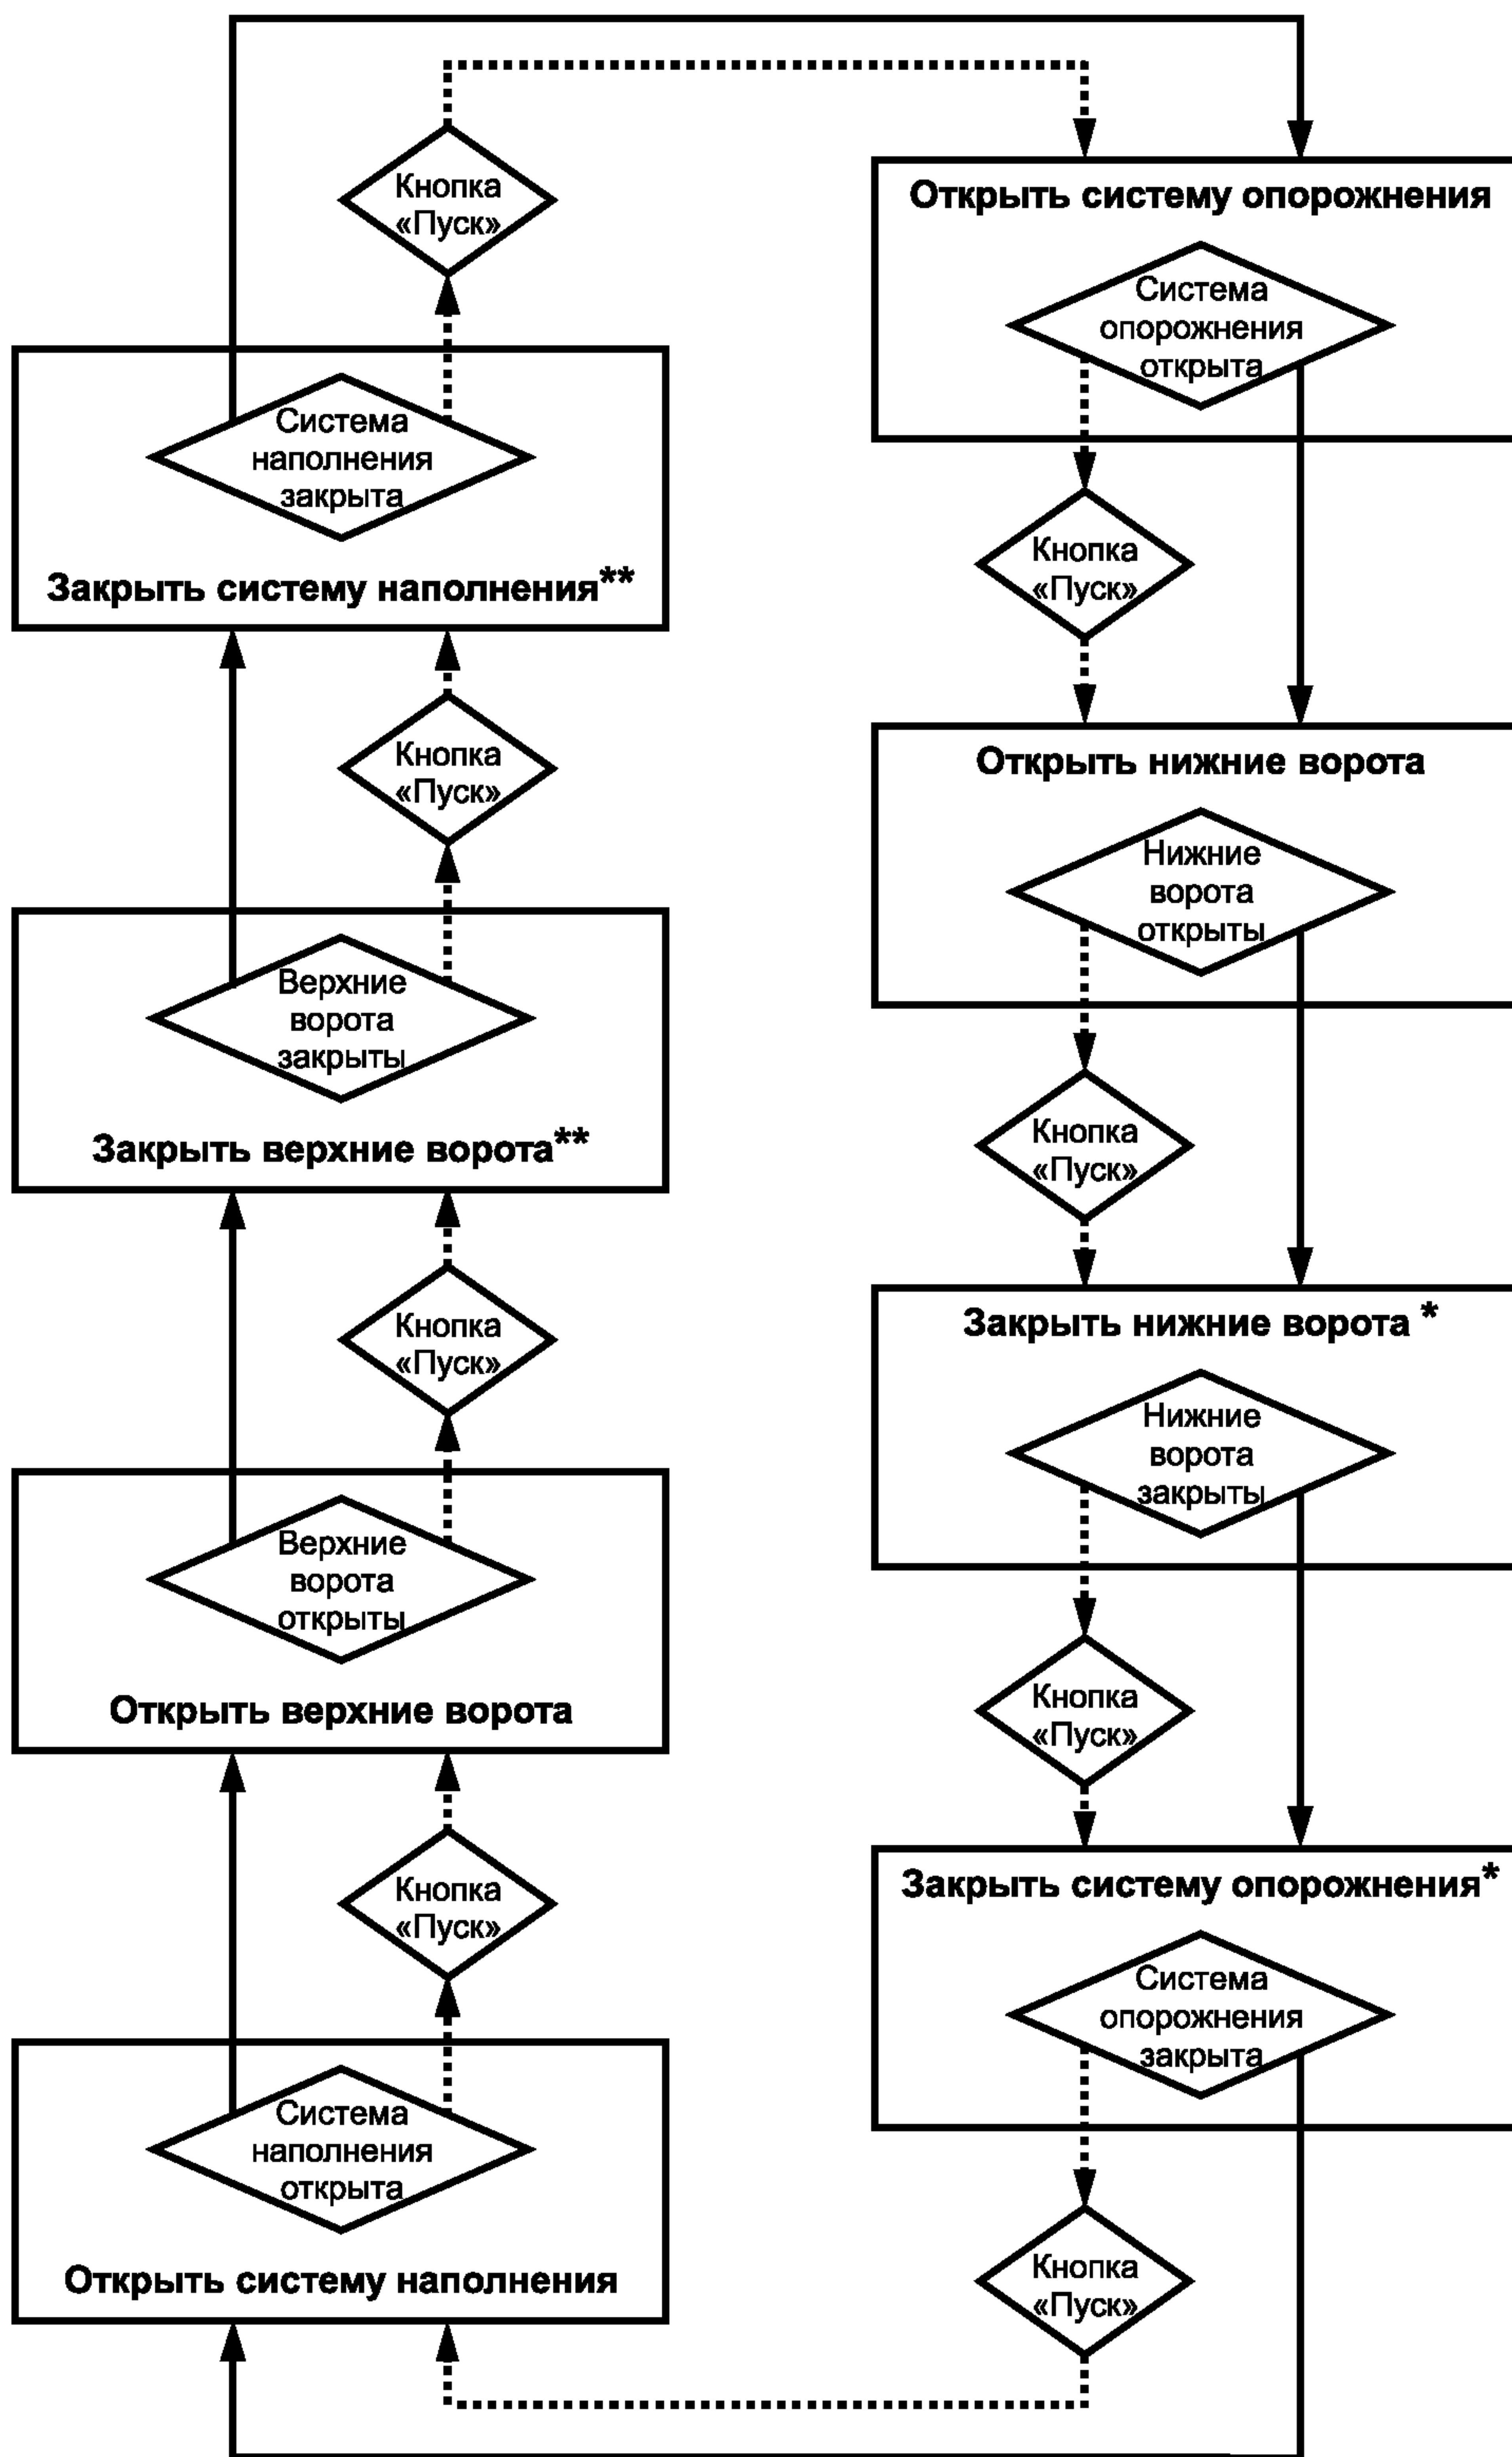 Кнопка
«Пуск»
Система
наполнения
закрыта
Закрыть систему наполнения**
Кнопка
«Пуск»
Верхние
ворота
закрыты
Закрыть верхние ворота**
Кнопка
«Пуск»
Верхние
ворота
открыты
Открыть верхние ворота
Кнопка
«Пуск»
Система
наполнения
открыта
Открыть систему наполнения
Открыть систему опорожнения
Система
опорожнения
открыта
Кнопка
«Пуск»
Открыть нижние ворота
Нижние
ворота
открыты
Кнопка
«Пуск»
Закрыть нижние ворота *
Нижние
ворота
закрыты
Кнопка
«Пуск»
Закрыть систему опорожнения*
Система
опорожнения
закрыта
Кнопка
«Пуск»